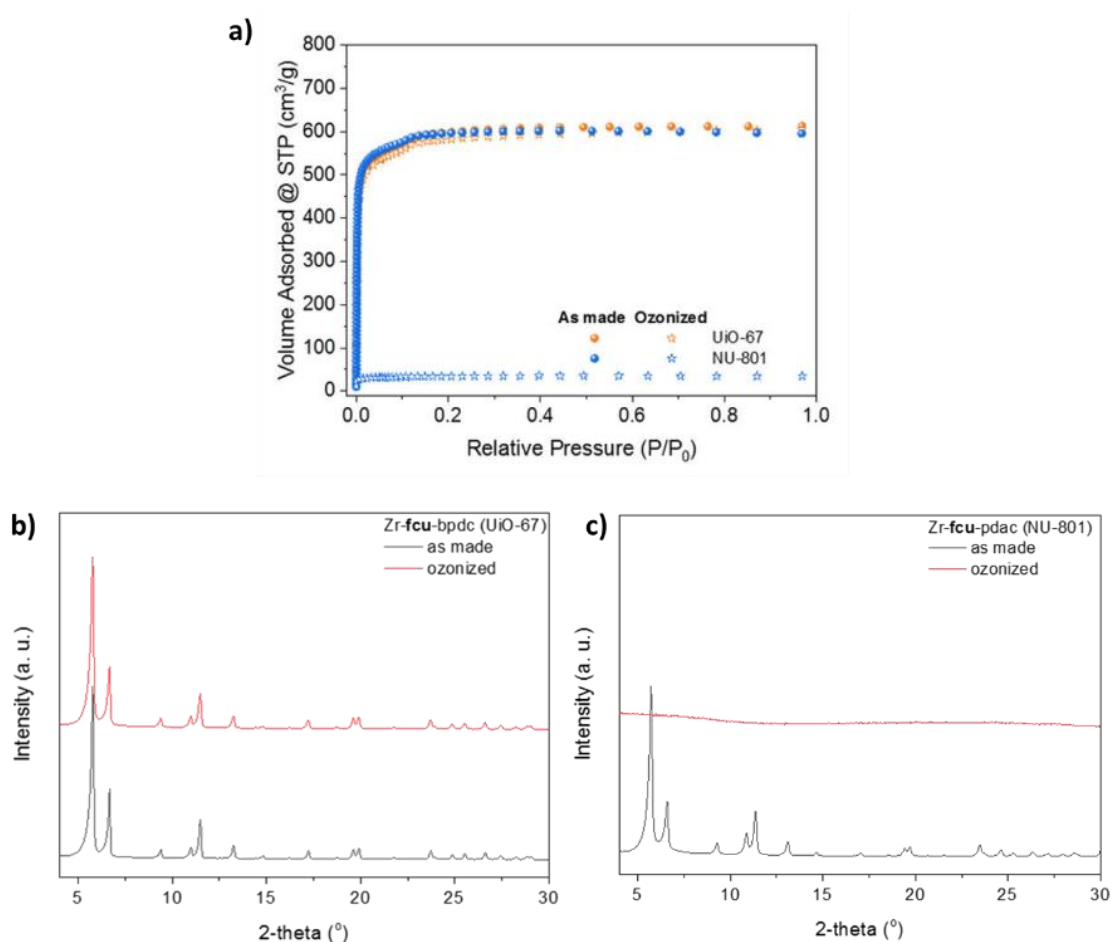 a)
Volume Adsorbed @ STP (cm³/g)
800
700
600
500
400
300
200
100
0
As made Ozonized
UiO-67
NU-801
0.0 0.2 0.4 0.6 0.8 1.0
Relative Pressure (P/P₀)
b)
Intensity (a. u.)
Zr-fcu-bpdc (UiO-67)
as made
ozonized
5 10 15 20 25 30
2-theta (°)
c)
Intensity (a. u.)
Zr-fcu-pdac (NU-801)
as made
ozonized
5 10 15 20 25 30
2-theta (°)